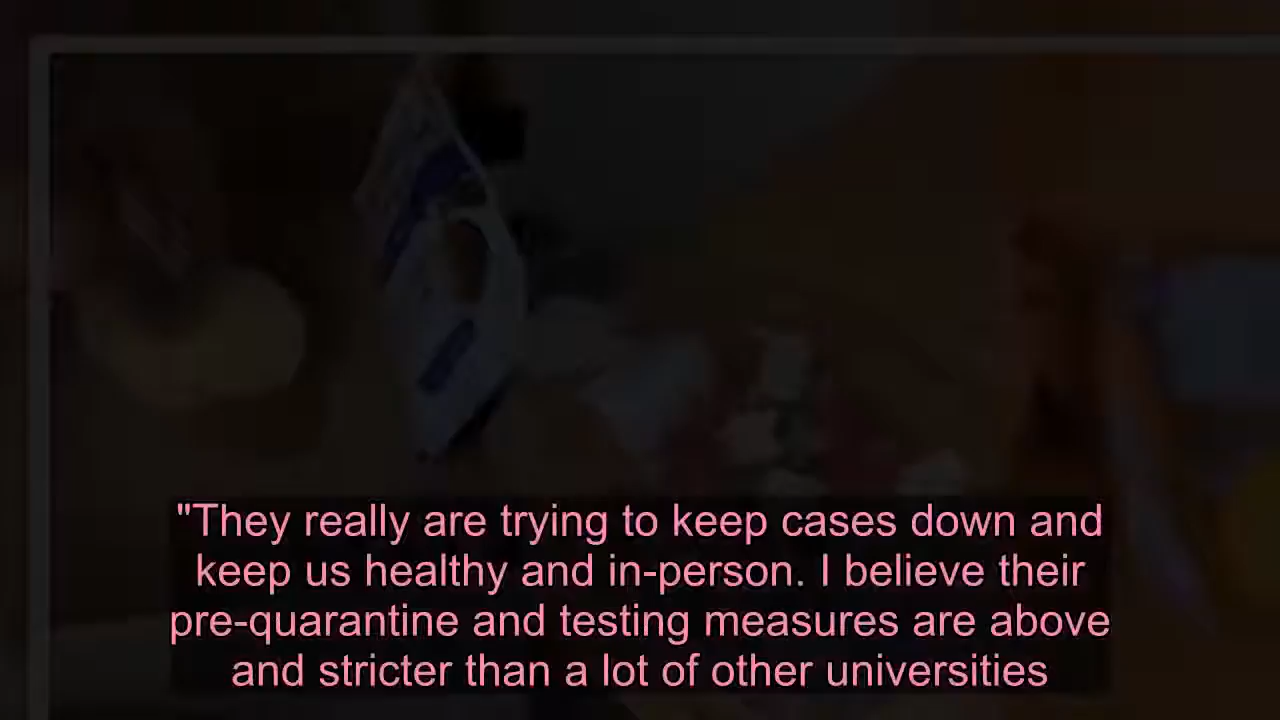 "They really are trying to keep cases down and
keep us healthy and in-person. I believe their
pre-quarantine and testing measures are above
and stricter than a lot of other universities